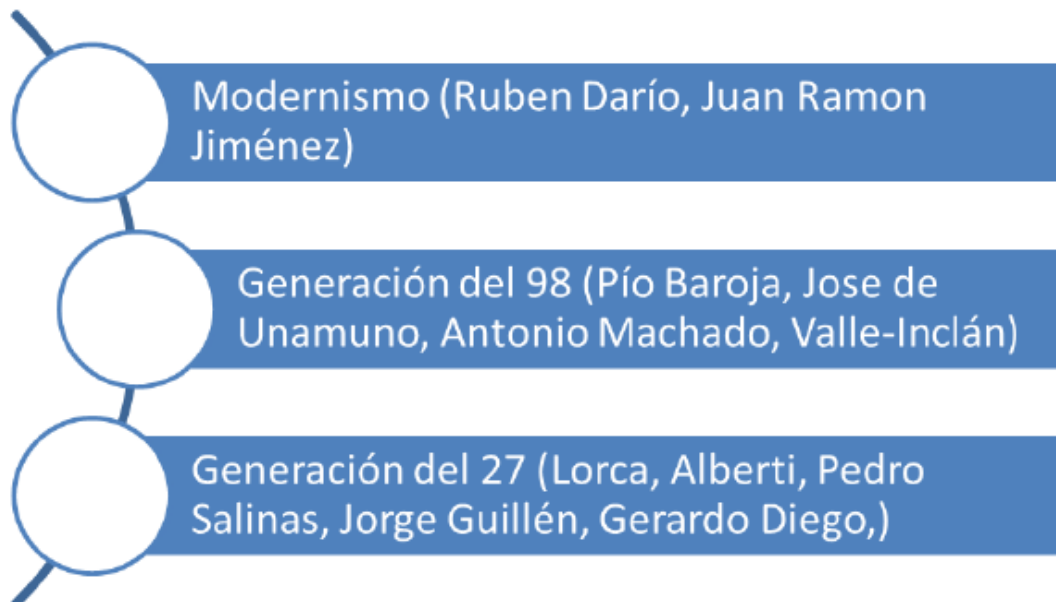 Modernismo (Ruben Darío, Juan Ramon
Jiménez)
Generación del 98 (Pío Baroja, Jose de
Unamuno, Antonio Machado, Valle-Inclán)
Generación del 27 (Lorca, Alberti, Pedro
Salinas, Jorge Guillén, Gerardo Diego,)